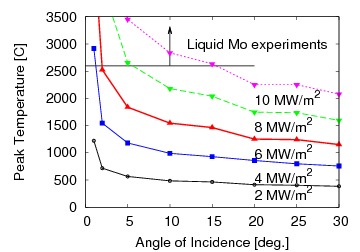 3500
3000
2500
2000
1500
1000
500
0
Peak Temperature [C]
Liquid Mo experiments
10 MW/m²
8 MW/m²
6 MW/m²
4 MW/m²
2 MW/m²
0 5 10 15 20 25 30
Angle of Incidence [deg.]